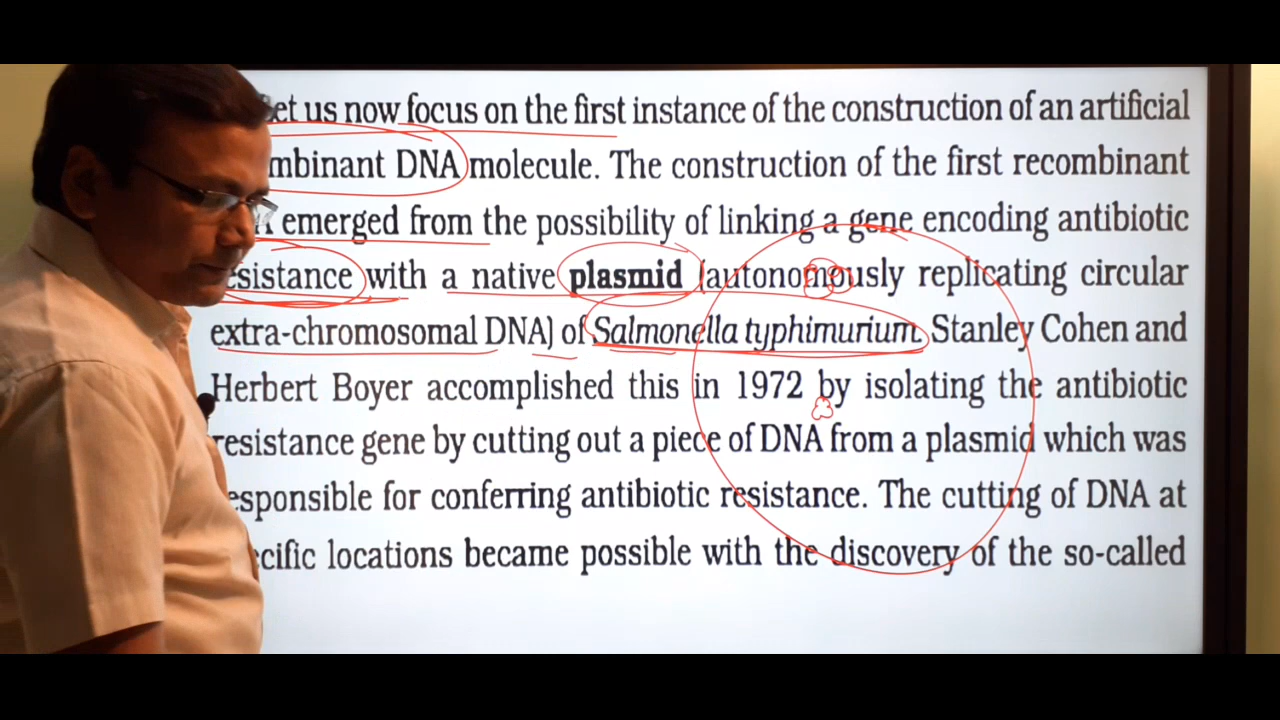 et us now focus on the first instance of the construction of an artificial
mbinant DNA molecule. The construction of the first recombinant
emerged from the possibility of linking a gene encoding antibiotic
esistance with a native plasmid (autonomously replicating circular
extra-chromosomal DNA) of Salmonella typhimurium. Stanley Cohen and
Herbert Boyer accomplished this in 1972 by isolating the antibiotic
resistance gene by cutting out a piece of DNA from a plasmid which was
esponsible for conferring antibiotic resistance. The cutting of DNA at
cific locations became possible with the discovery of the so-called